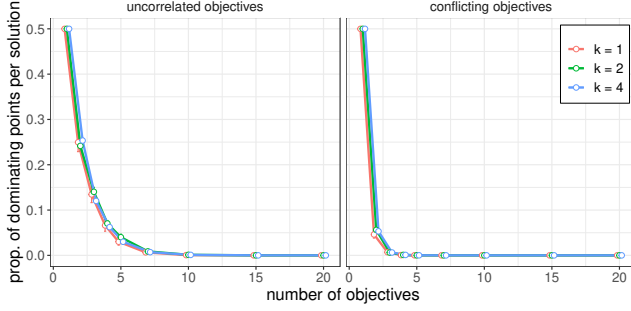 uncorrelated objectives
conflicting objectives
prop. of dominating points per solution
0.5
0.4
0.3
0.2
0.1
0.0
k = 1
k = 2
k = 4
0 5 10 15 20
0 5 10 15 20
number of objectives